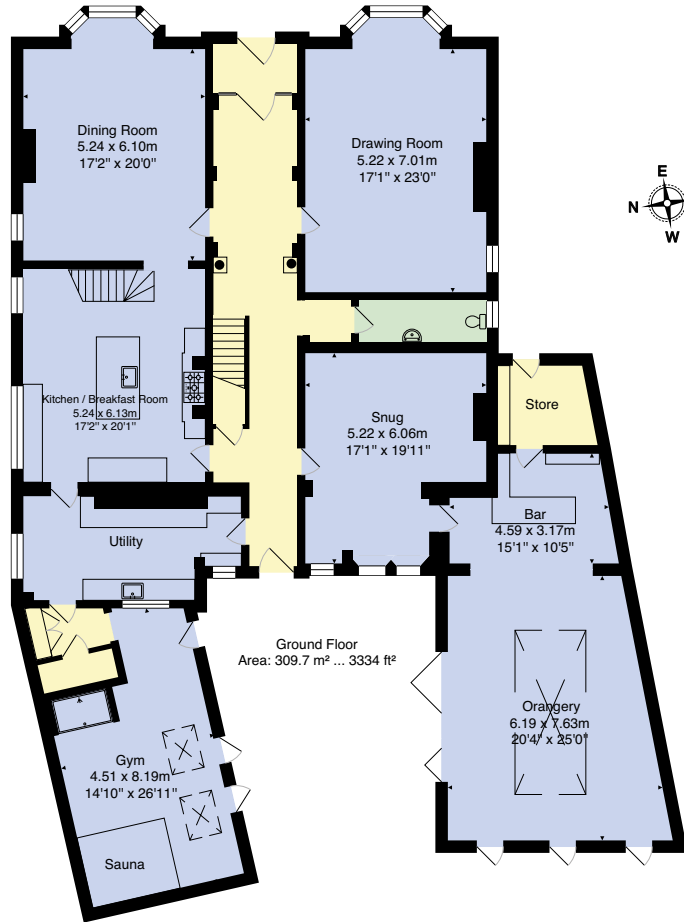 Dining Room
5.24 x 6.10m
17'2" x 20'0"
Drawing Room
5.22 x 7.01m
17'1" x 23'0"
E
N
W
Kitchen / Breakfast Room
5.24 x 6.13m
17'2" x 20'1"
Snug
5.22 x 6.06m
17'1" x 19'11"
Store
Bar
4.59 x 3.17m
15'1" x 10'5"
Utility
Ground Floor
Area: 309.7 m² ... 3334 ft²
Orangery
6.19 x 7.63m
20'4" x 25'0"
Gym
4.51 x 8.19m
14'10" x 26'11"
Sauna